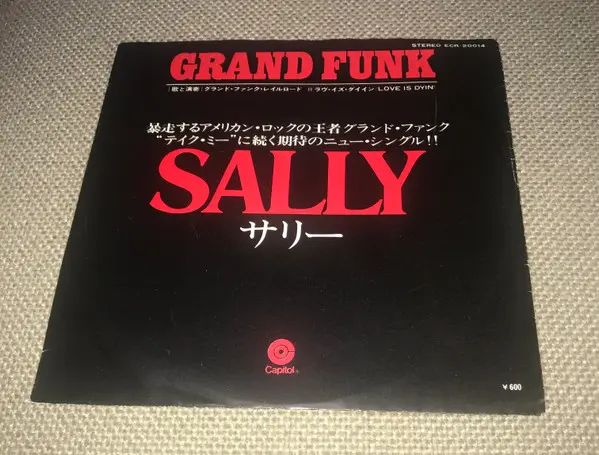 STEREO ECR-20014
GRAND FUNK
〔歌と演奏〕グランド・ファンク・レイルロード Ⅱラヴ・イズ・ダイイン/LOVE IS DYIN'
暴走するアメリカン・ロックの王者グランド・ファンク
“テイク・ミー”に続く期待のニュー・シングル!!
SALLY
サリー
Capitol
¥600